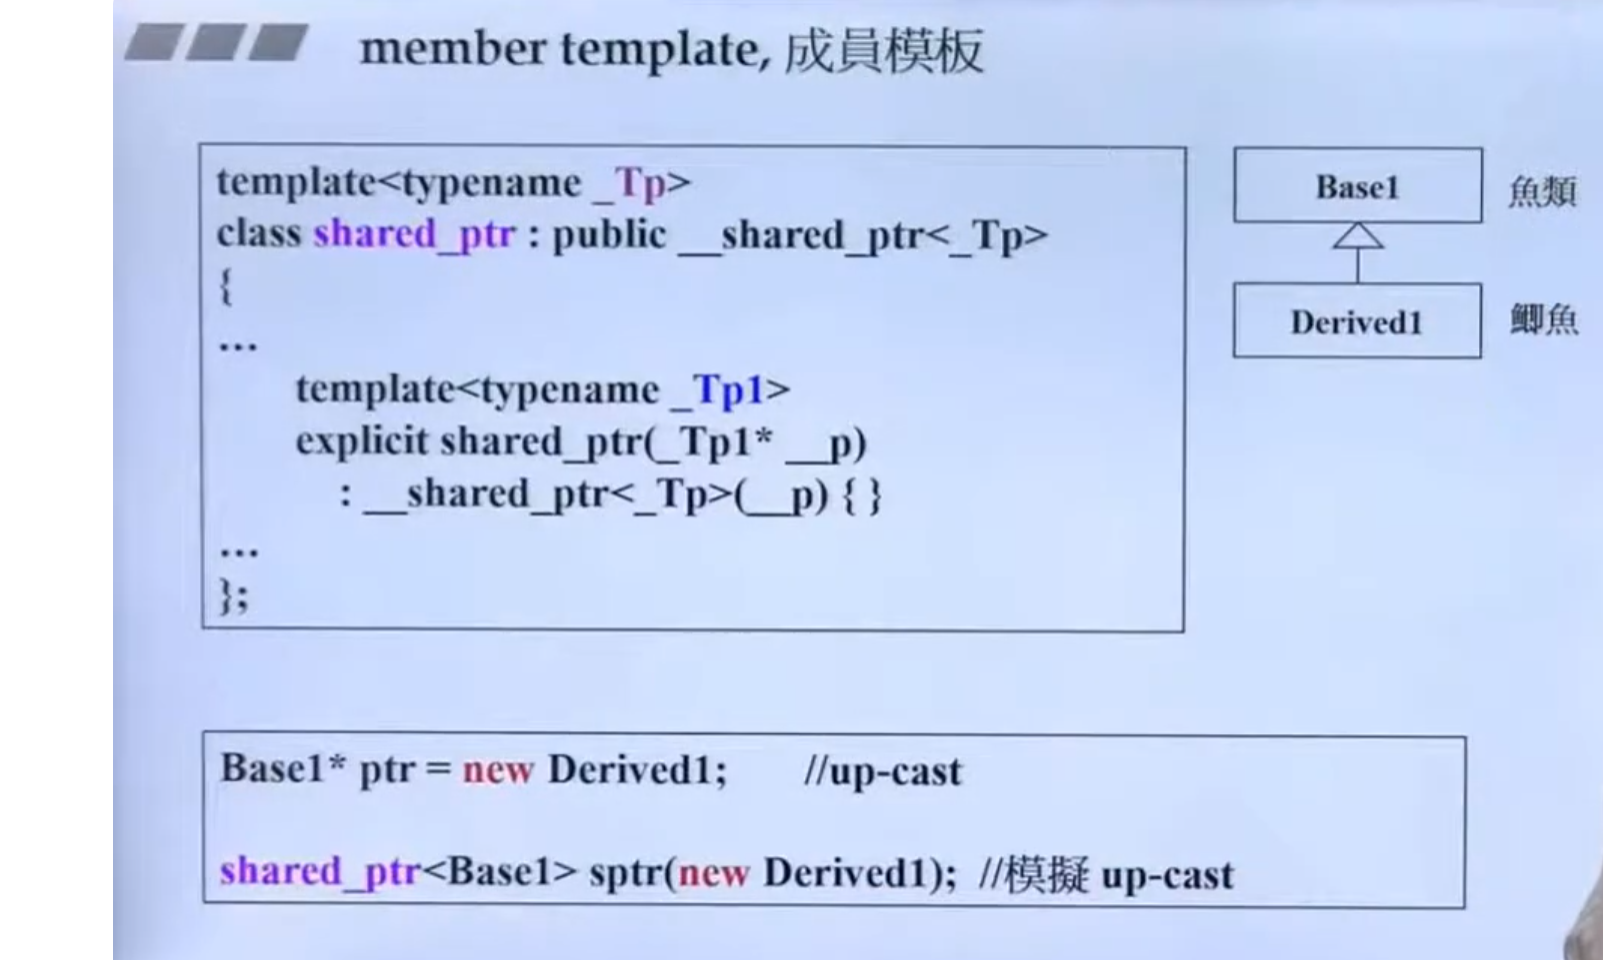 member template, 成員模板
template<typename _Tp>
class shared_ptr : public __shared_ptr<_Tp>
{
...
template<typename _Tp1>
explicit shared_ptr(_Tp1* __p)
: __shared_ptr<_Tp>(__p) { }
...
};
Base1 魚類
Derived1 鯽魚
Base1* ptr = new Derived1; //up-cast
shared_ptr<Base1> sptr(new Derived1); //模擬 up-cast